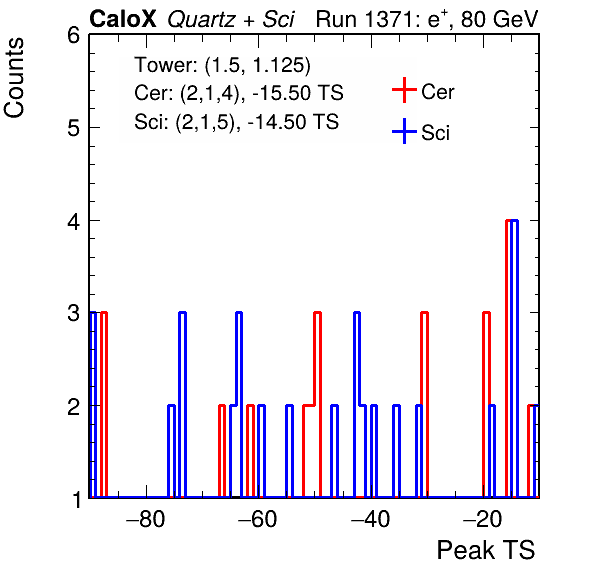 CaloX Quartz + Sci Run 1371: e⁺, 80 GeV
Counts
Tower: (1.5, 1.125)
Cer: (2,1,4), -15.50 TS
Sci: (2,1,5), -14.50 TS
Cer
Sci
6
5
4
3
2
1
−80 −60 −40 −20
Peak TS